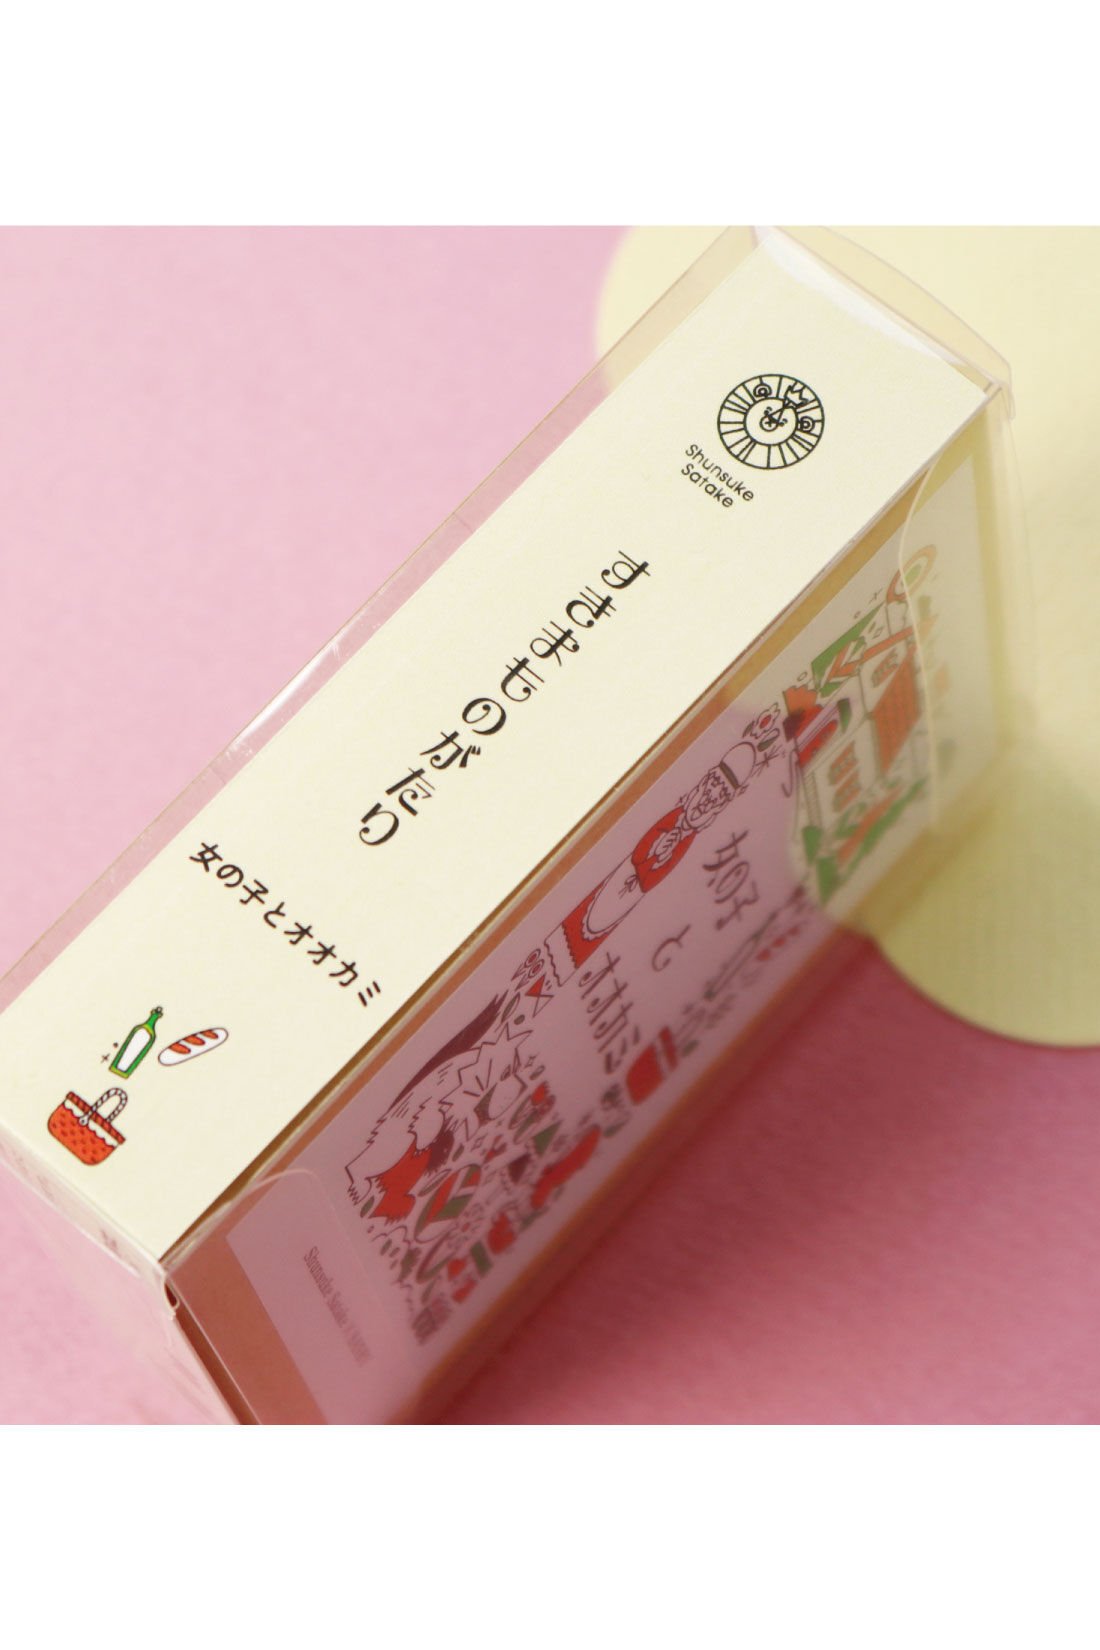 Shunsuke
Satake
すきまものがたり
女の子とオオカミ
女の子
と
オオカミ